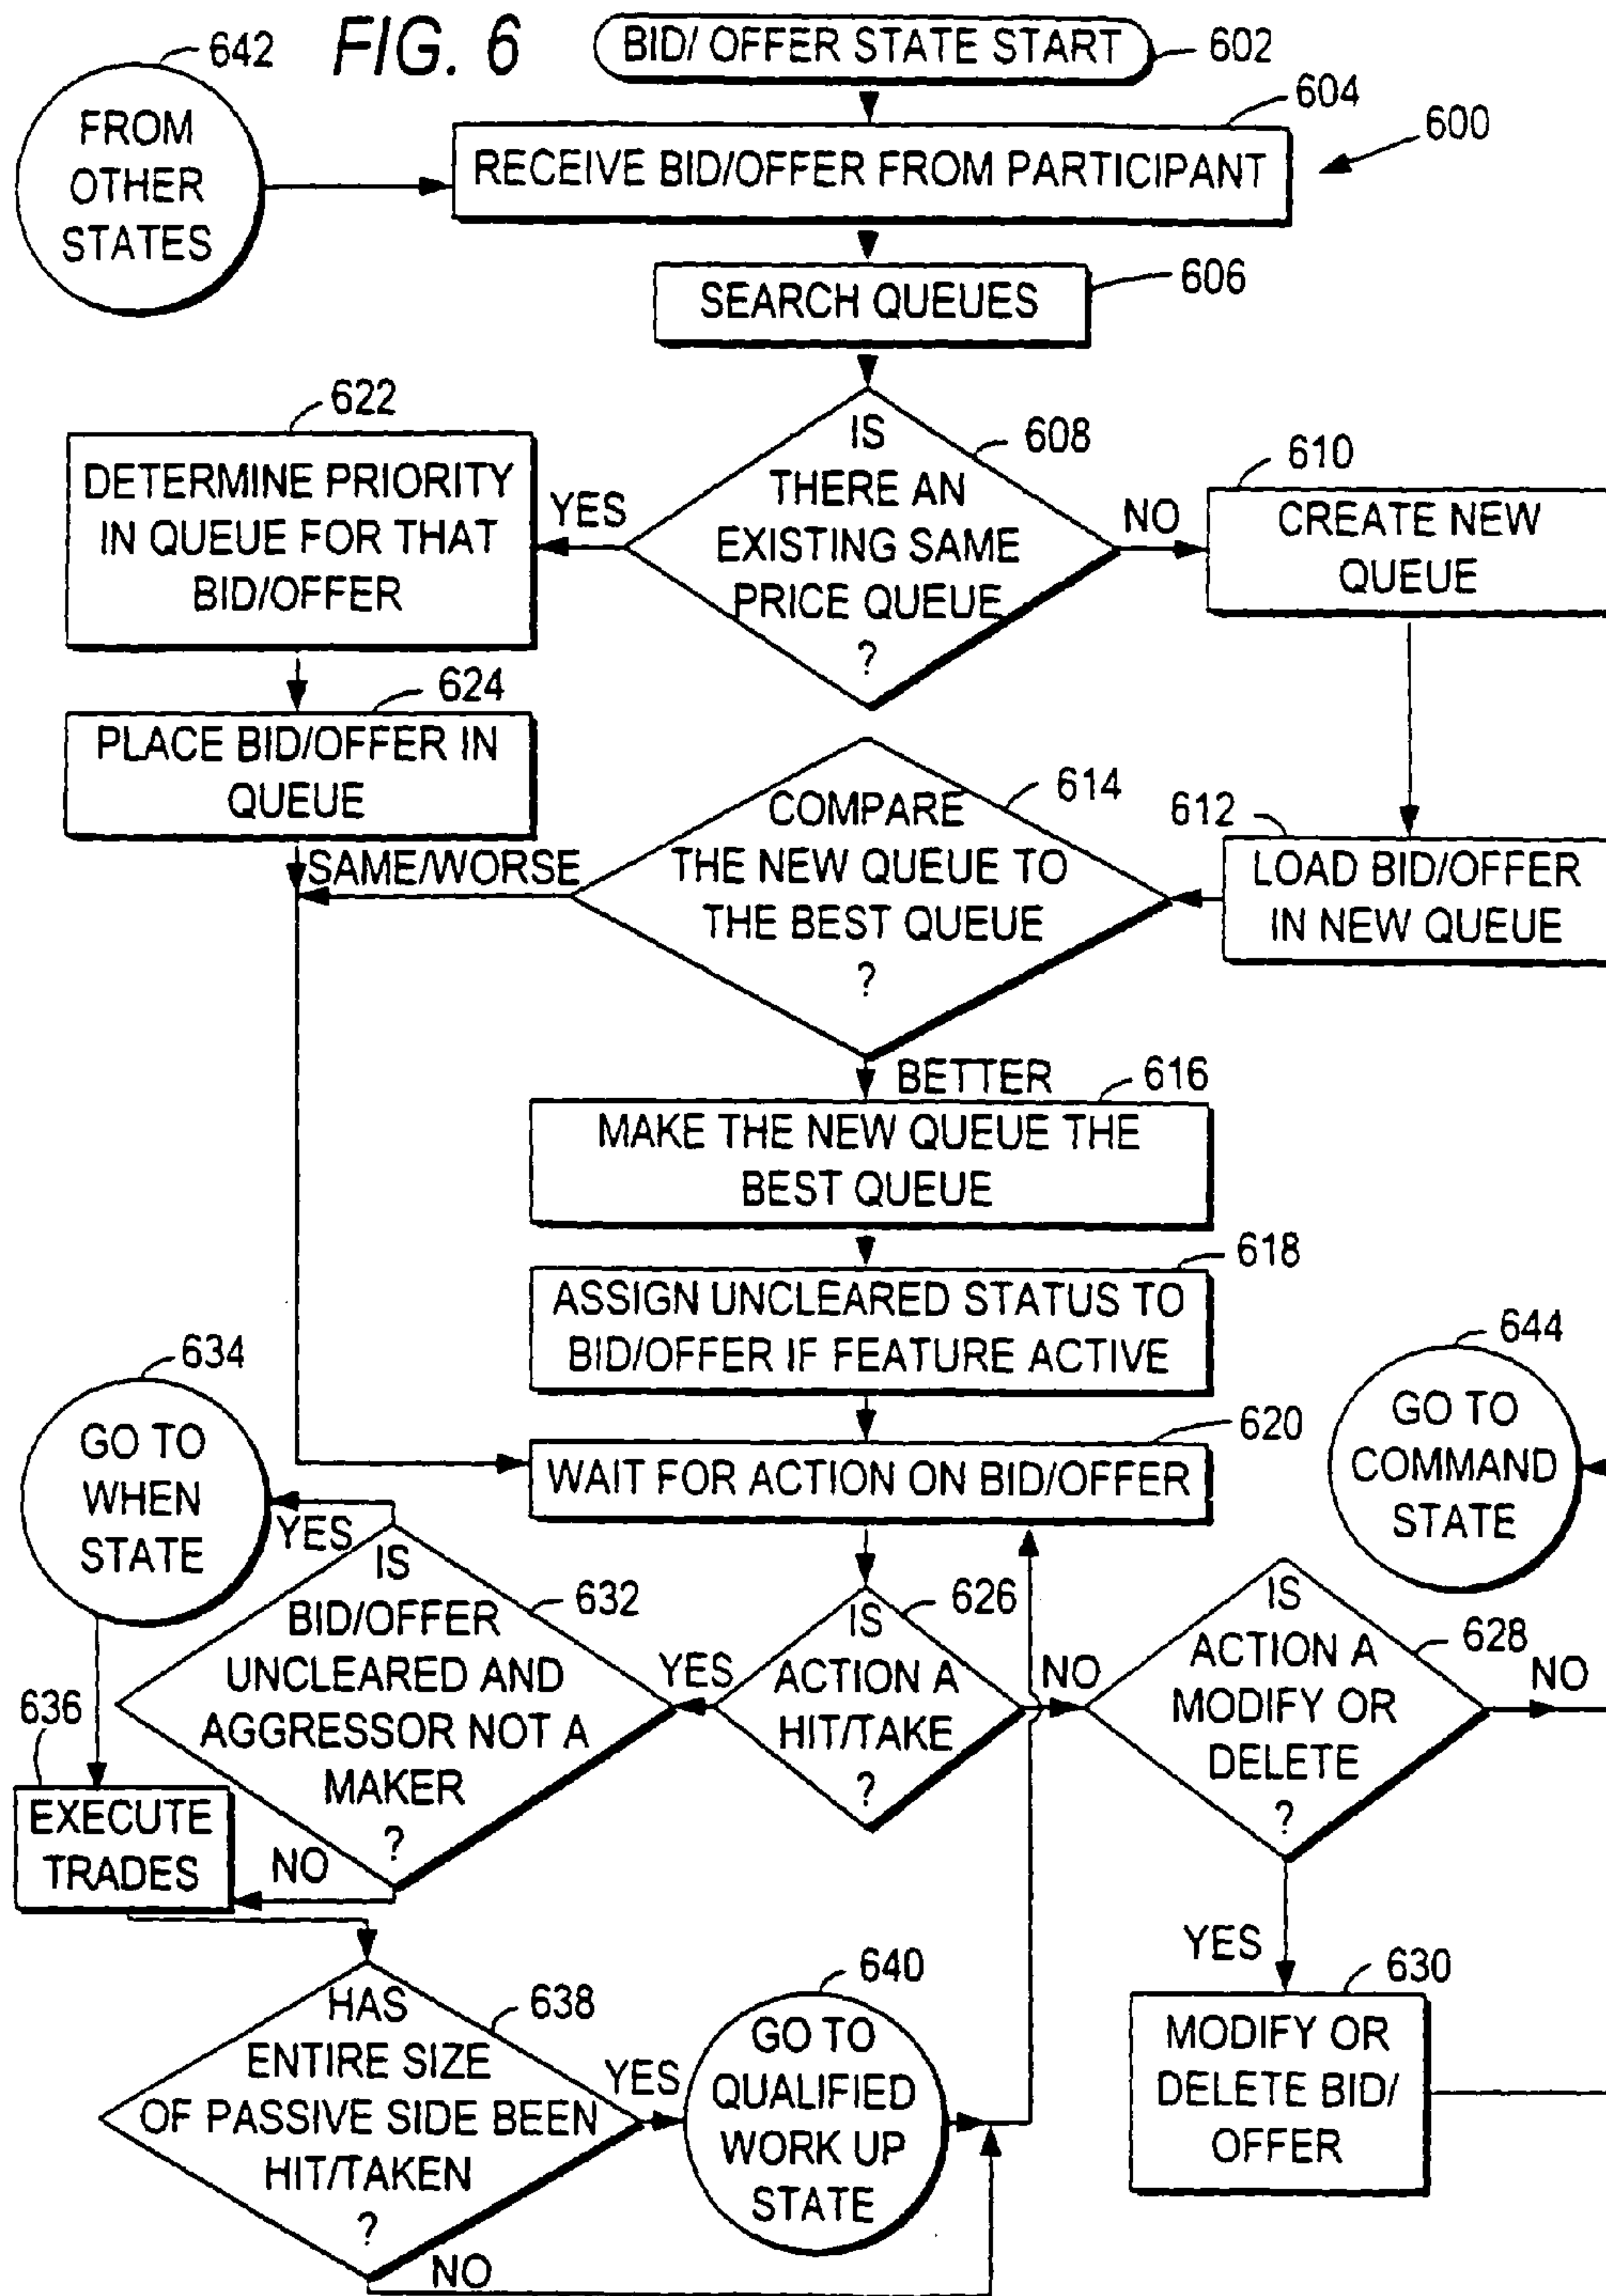 FIG. 6
642
FROM
OTHER
STATES
BID/ OFFER STATE START
602
604
RECEIVE BID/OFFER FROM PARTICIPANT
600
606
SEARCH QUEUES
622
DETERMINE PRIORITY
IN QUEUE FOR THAT
BID/OFFER
YES
IS
THERE AN
EXISTING SAME
PRICE QUEUE
?
608
NO
610
CREATE NEW
QUEUE
624
PLACE BID/OFFER IN
QUEUE
SAME/WORSE
COMPARE
THE NEW QUEUE TO
THE BEST QUEUE
?
614
612
LOAD BID/OFFER
IN NEW QUEUE
BETTER
616
MAKE THE NEW QUEUE THE
BEST QUEUE
618
ASSIGN UNCLEARED STATUS TO
BID/OFFER IF FEATURE ACTIVE
620
WAIT FOR ACTION ON BID/OFFER
634
GO TO
WHEN
STATE
644
GO TO
COMMAND
STATE
YES
IS
BID/OFFER
UNCLEARED AND
AGGRESSOR NOT A
MAKER
?
632
YES
IS
ACTION A
HIT/TAKE
?
626
NO
IS
ACTION A
MODIFY OR
DELETE
?
628
NO
636
EXECUTE
TRADES
NO
YES
630
MODIFY OR
DELETE BID/
OFFER
HAS
ENTIRE SIZE
OF PASSIVE SIDE BEEN
HIT/TAKEN
?
638
YES
640
GO TO
QUALIFIED
WORK UP
STATE
NO